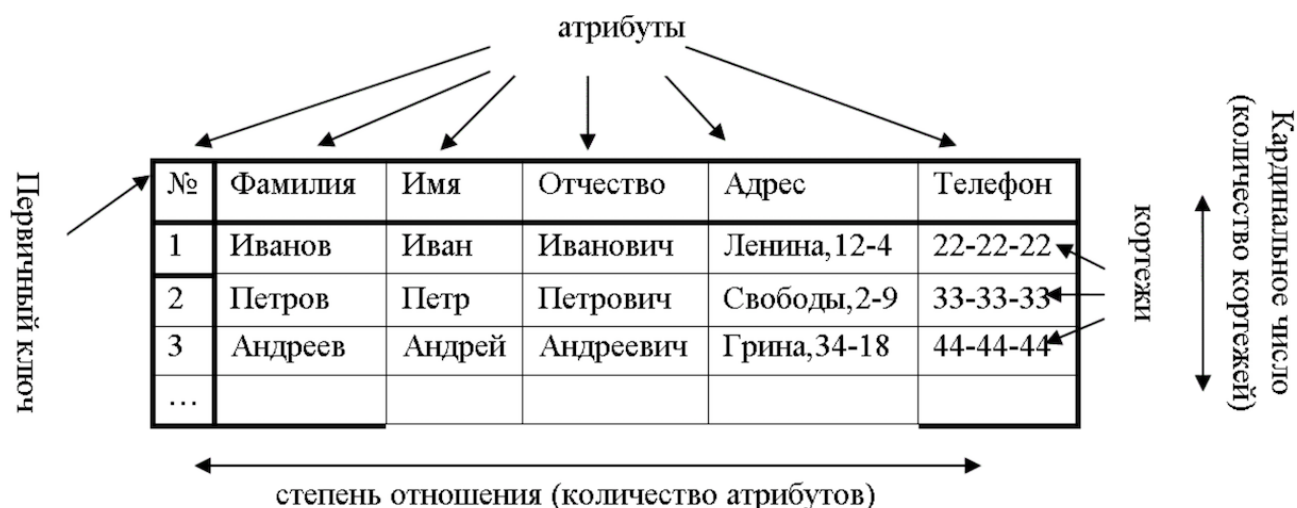 атрибуты
Первичный ключ
№ Фамилия Имя Отчество Адрес Телефон
1 Иванов Иван Иванович Ленина,12-4 22-22-22
2 Петров Петр Петрович Свободы,2-9 33-33-33
3 Андреев Андрей Андреевич Грина,34-18 44-44-44
…
кортежи
Кардинальное число
(количество кортежей)
степень отношения (количество атрибутов)